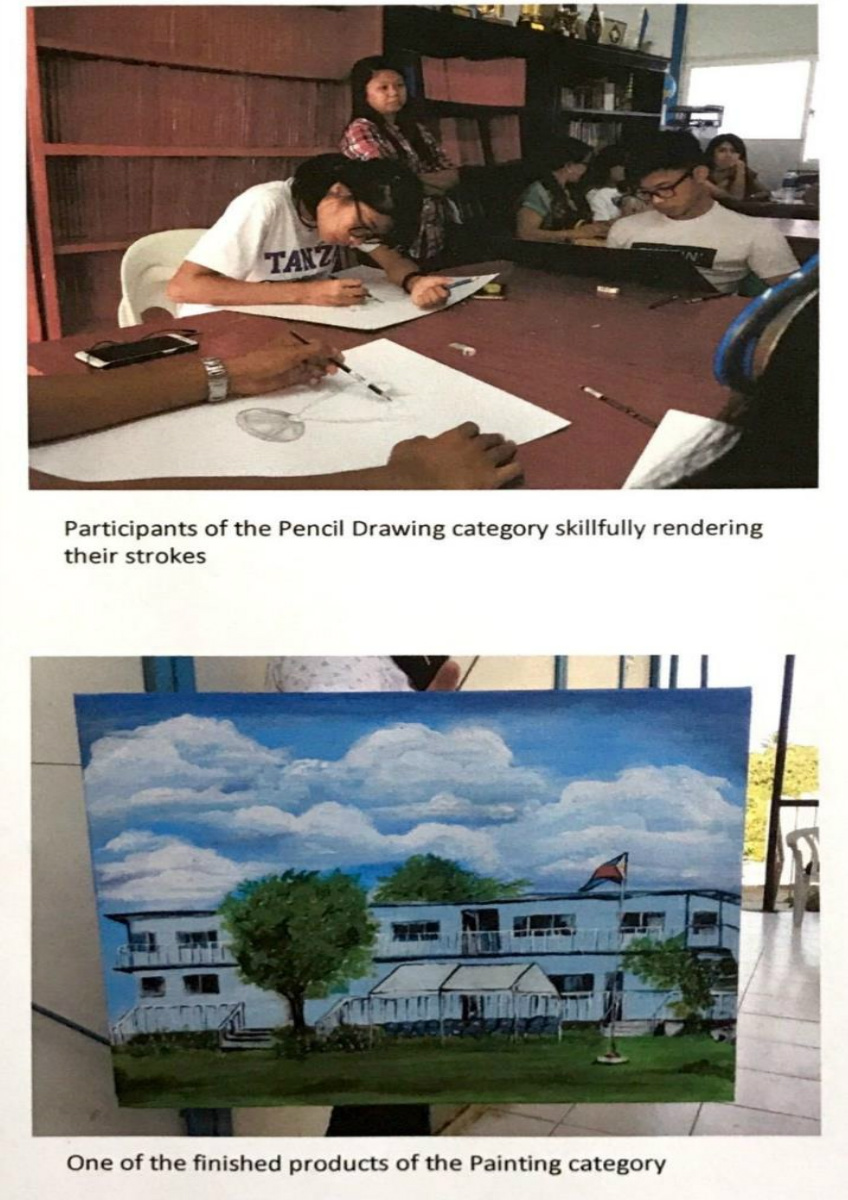 TANZ
Participants of the Pencil Drawing category skillfully rendering
their strokes
One of the finished products of the Painting category